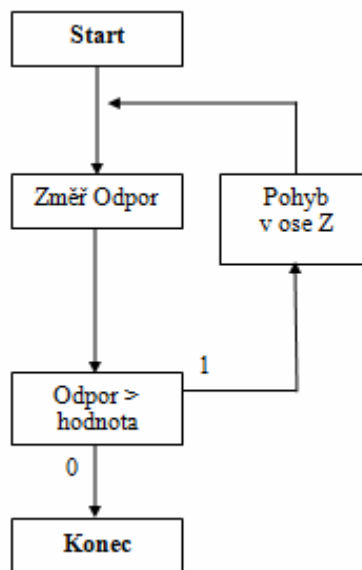 Start
Změř Odpor
Pohyb
v ose Z
Odpor >
hodnota
1
0
Konec